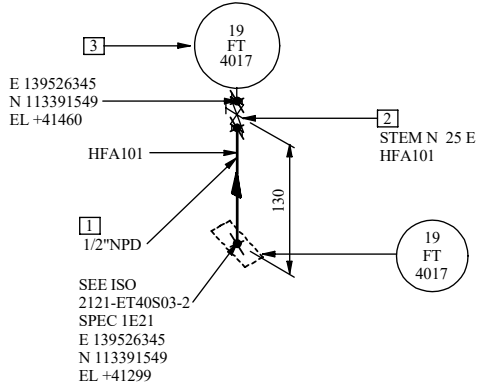 19
FT
4017
3
E 139526345
N 113391549
EL +41460
2
STEM N 25 E
HFA101
HFA101
130
1
1/2"NPD
19
FT
4017
SEE ISO
2121-ET40S03-2
SPEC 1E21
E 139526345
N 113391549
EL +41299